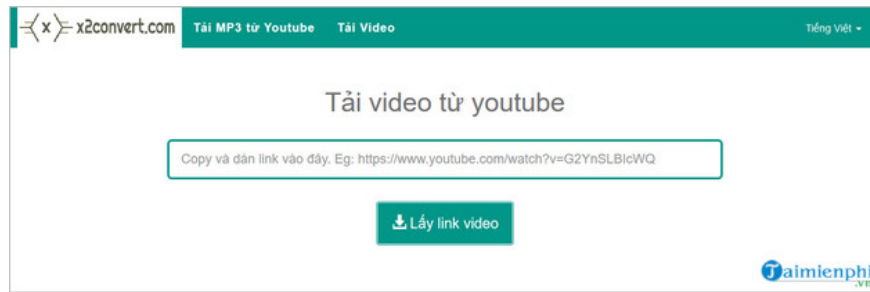 x x2convert.com Tải MP3 từ Youtube Tải Video Tiếng Việt
Tải video từ youtube
Copy và dán link vào đây. Eg: https://www.youtube.com/watch?v=G2YnSLBlcWQ
Lấy link video
Taimienphi
.vn